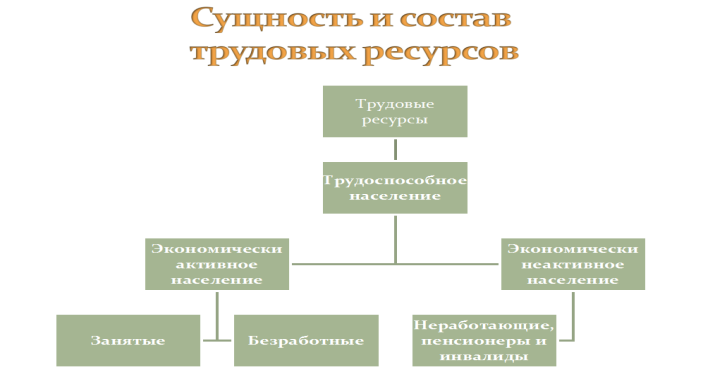 Сущность и состав
трудовых ресурсов
Трудовые
ресурсы
Трудоспособное
население
Экономически
активное
население
Экономически
неактивное
население
Занятые
Безработные
Неработающие,
пенсионеры и
инвалиды